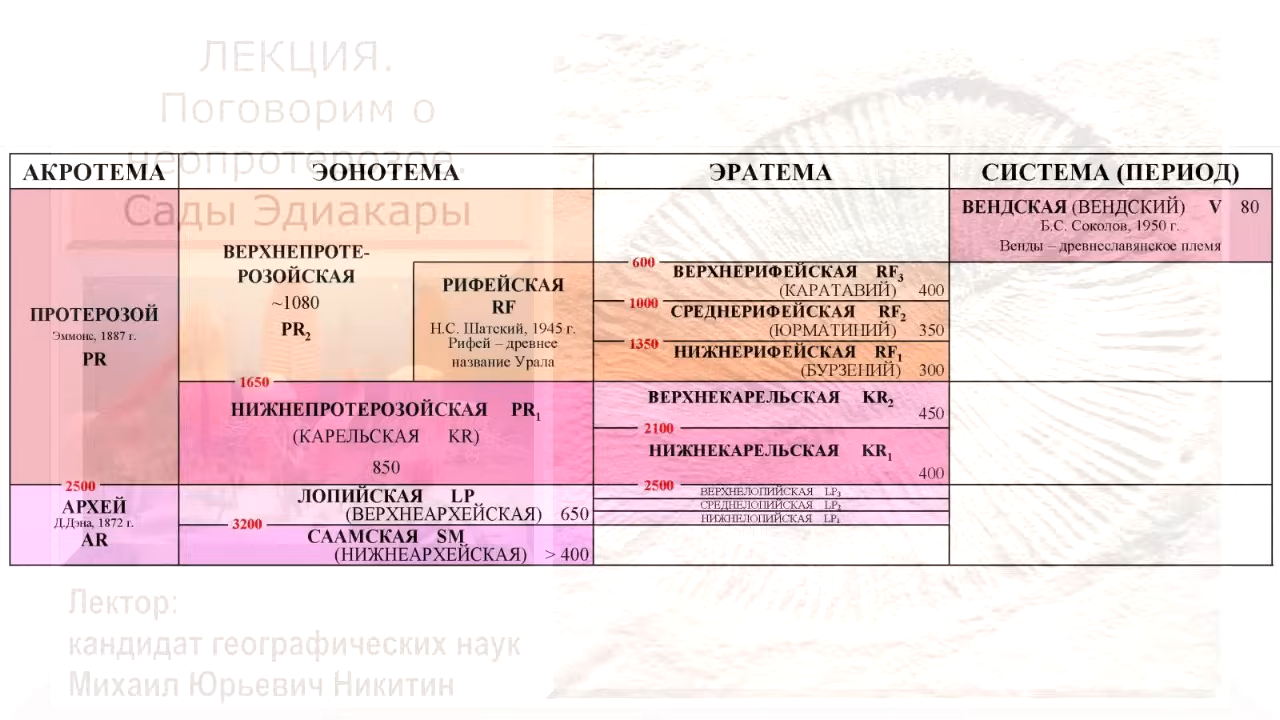 ЛЕКЦИЯ.
Поговорим о
неопротерозое.
Сады Эдиакары
АКРОТЕМА ЭОНОТЕМА ЭРАТЕМА СИСТЕМА (ПЕРИОД)
ПРОТЕРОЗОЙ
Эммонс, 1887 г.
PR
2500
АРХЕЙ
Д.Дэна, 1872 г.
AR
ВЕРХНЕПРОТЕ-
РОЗОЙСКАЯ
~1080
PR2
РИФЕЙСКАЯ
RF
Н.С. Шатский, 1945 г.
Рифей – древнее
название Урала
1650
НИЖНЕПРОТЕРОЗОЙСКАЯ PR1
(КАРЕЛЬСКАЯ KR)
850
ЛОПИЙСКАЯ LP
(ВЕРХНЕАРХЕЙСКАЯ) 650
3200
СААМСКАЯ SM
(НИЖНЕАРХЕЙСКАЯ) > 400
600
ВЕРХНЕРИФЕЙСКАЯ RF3
(КАРАТАВИЙ) 400
1000
СРЕДНЕРИФЕЙСКАЯ RF2
(ЮРМАТИНИЙ) 350
1350
НИЖНЕРИФЕЙСКАЯ RF1
(БУРЗЕНИЙ) 300
ВЕРХНЕКАРЕЛЬСКАЯ KR2
450
2100
НИЖНЕКАРЕЛЬСКАЯ KR1
400
2500
ВЕРХНЕЛОПИЙСКАЯ LP3
СРЕДНЕЛОПИЙСКАЯ LP2
НИЖНЕЛОПИЙСКАЯ LP1
ВЕНДСКАЯ (ВЕНДСКИЙ) V 80
Б.С. Соколов, 1950 г.
Венды – древнеславянское племя
Лектор:
кандидат географических наук
Михаил Юрьевич Никитин